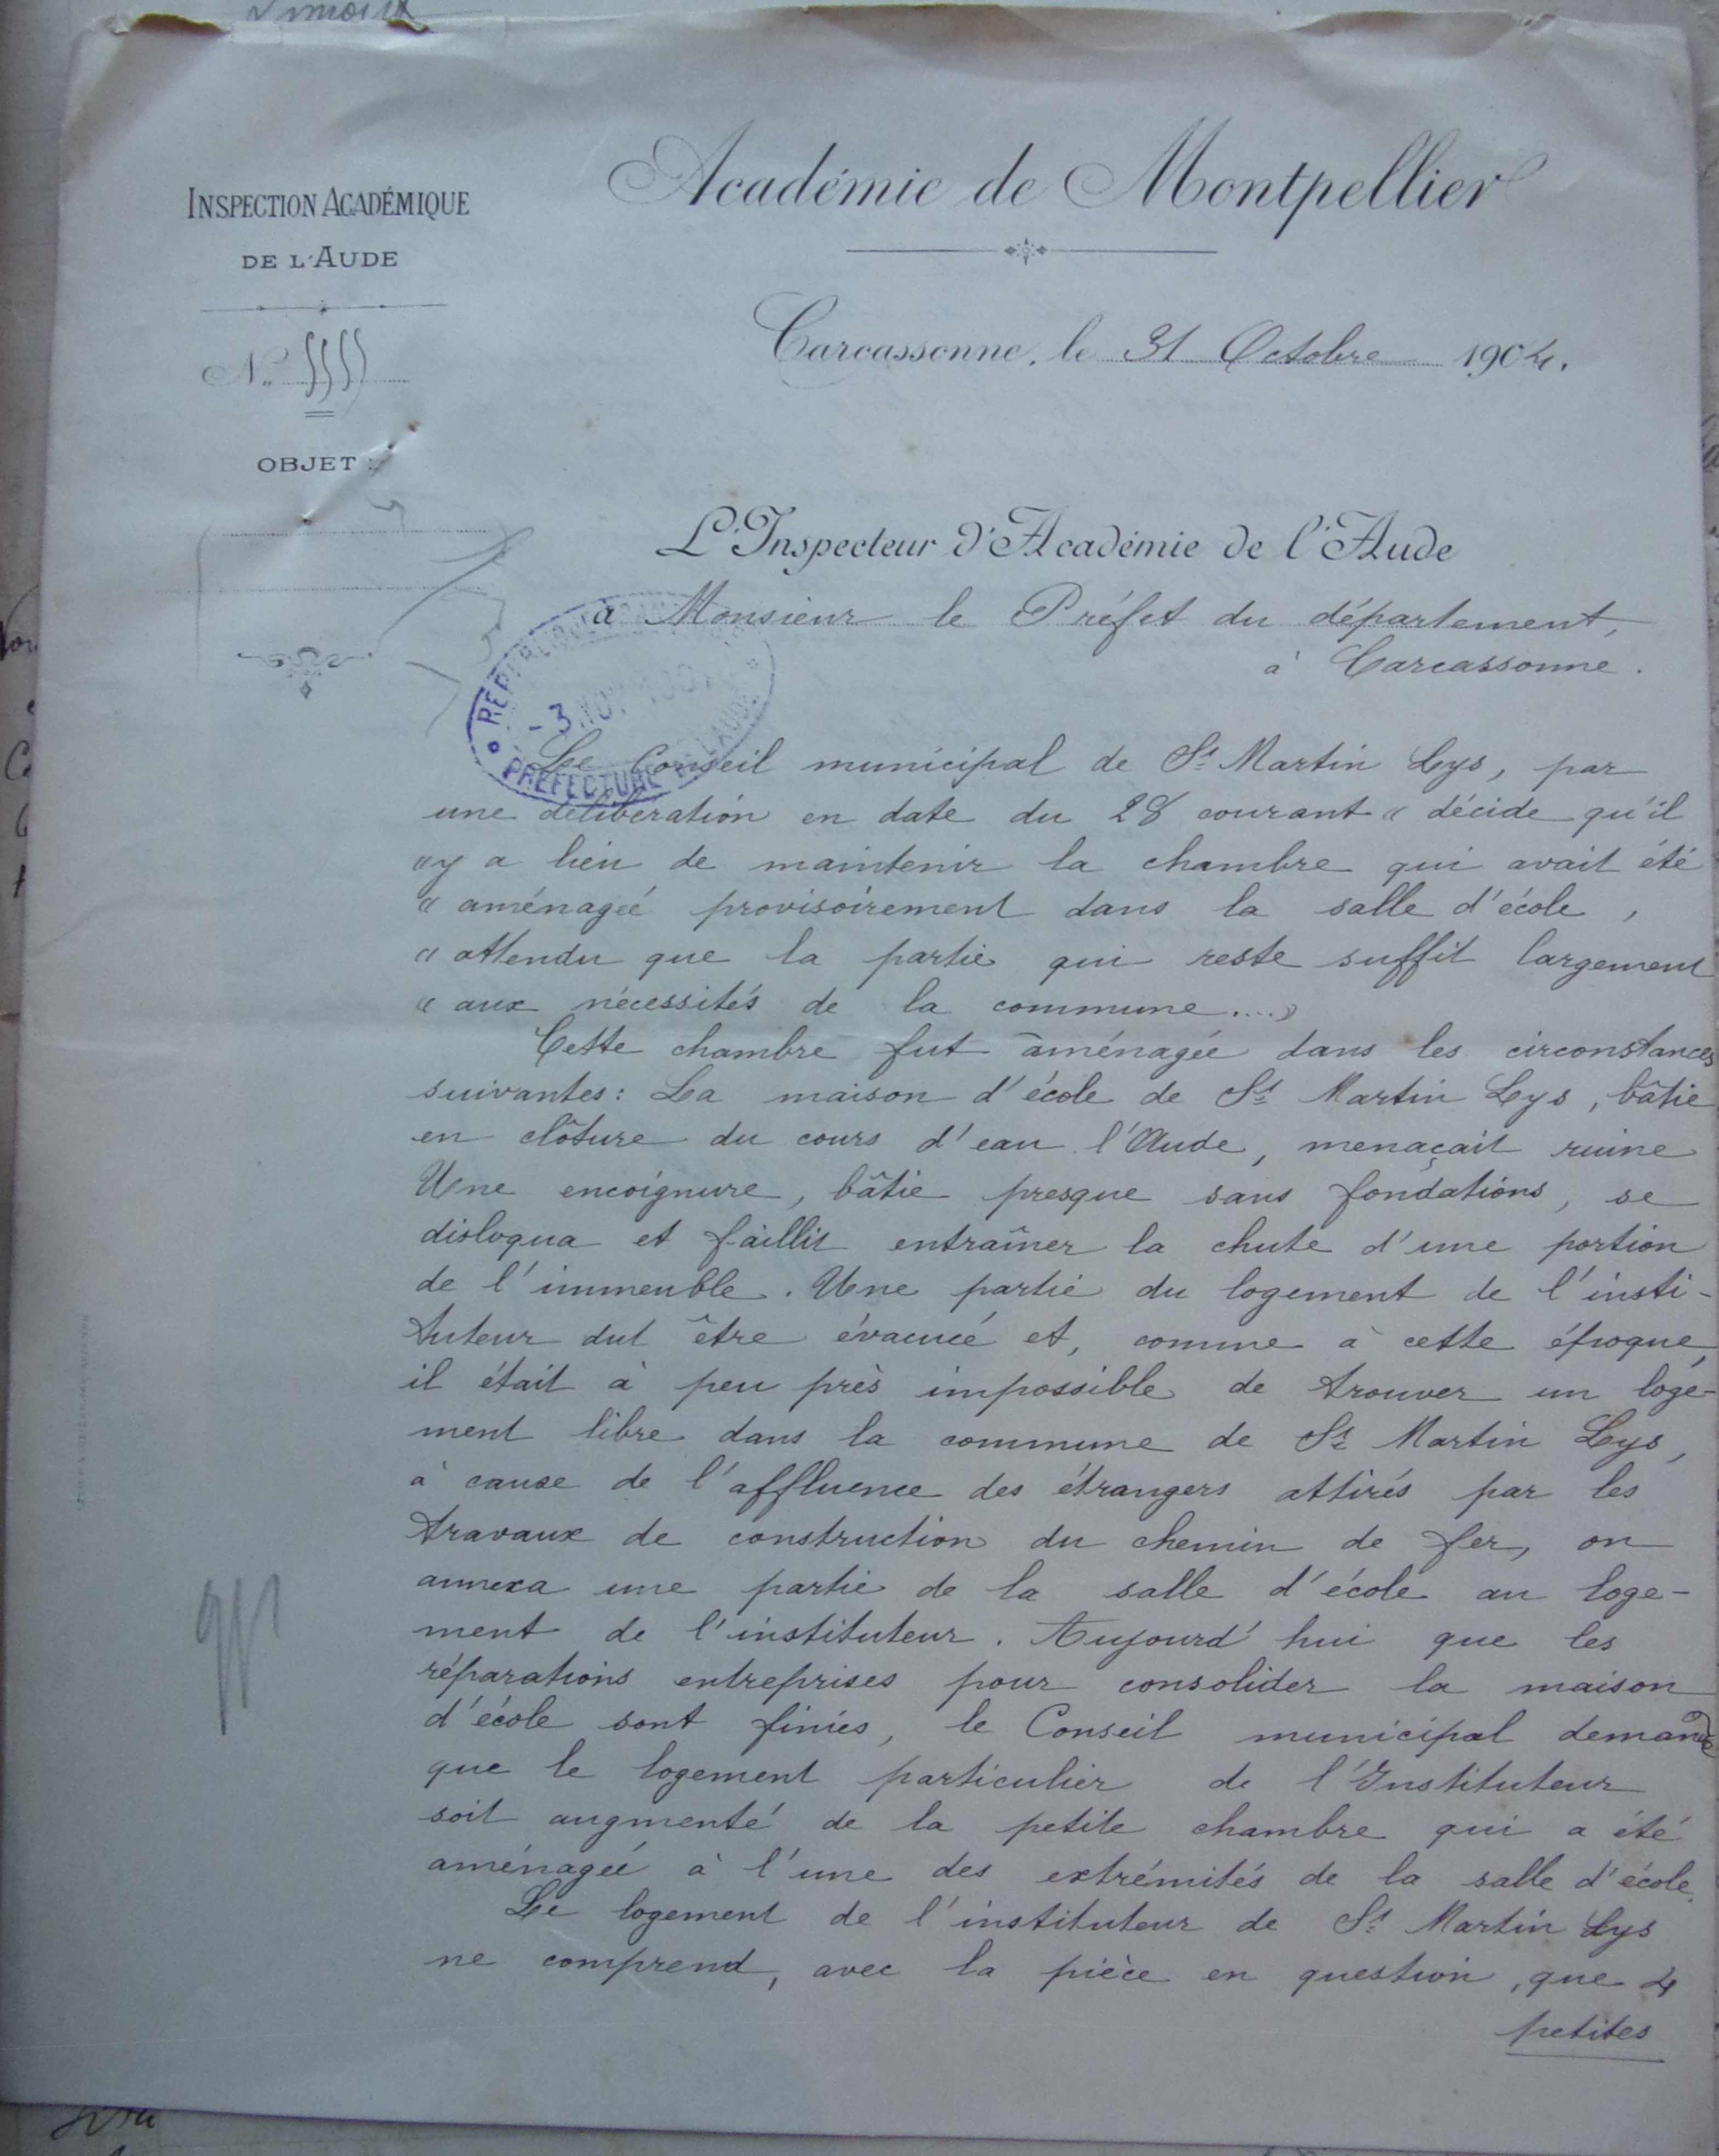 Académie de Montpellier
INSPECTION ACADÉMIQUE
DE L'AUDE
Carcassonne, le 31 Octobre 1904.
N° 5555
OBJET :
L'Inspecteur d'Académie de l'Aude
à Monsieur le Préfet du département,
à Carcassonne.
RÉPUBLIQUE
- 3 NOV
PRÉFECTURE DE L'AUDE
Le Conseil municipal de St Martin Lys, par
une délibération en date du 28 courant « décide qu'il
« y a lieu de maintenir la chambre qui avait été
« aménagée provisoirement dans la salle d'école,
« attendu que la partie qui reste suffit largement
« aux nécessités de la commune....»
Cette chambre fut aménagée dans les circonstances
suivantes: La maison d'école de St Martin Lys, bâtie
en clôture du cours d'eau l'Aude, menaçait ruine
Une encoignure, bâtie presque sans fondations, se
disloqua et faillit entraîner la chute d'une portion
de l'immeuble. Une partie du logement de l'insti-
tuteur dut être évacué et, comme à cette époque,
il était à peu près impossible de trouver un loge-
ment libre dans la commune de St Martin Lys,
à cause de l'affluence des étrangers attirés par les
travaux de construction du chemin de fer, on
annexa une partie de la salle d'école au loge-
ment de l'instituteur. Aujourd'hui que les
réparations entreprises pour consolider la maison
d'école sont finies, le Conseil municipal demande
que le logement particulier de l'Instituteur
soit augmenté de la petite chambre qui a été
aménagée à l'une des extrémités de la salle d'école.
Le logement de l'instituteur de St Martin Lys
ne comprend, avec la pièce en question, que 4
petites